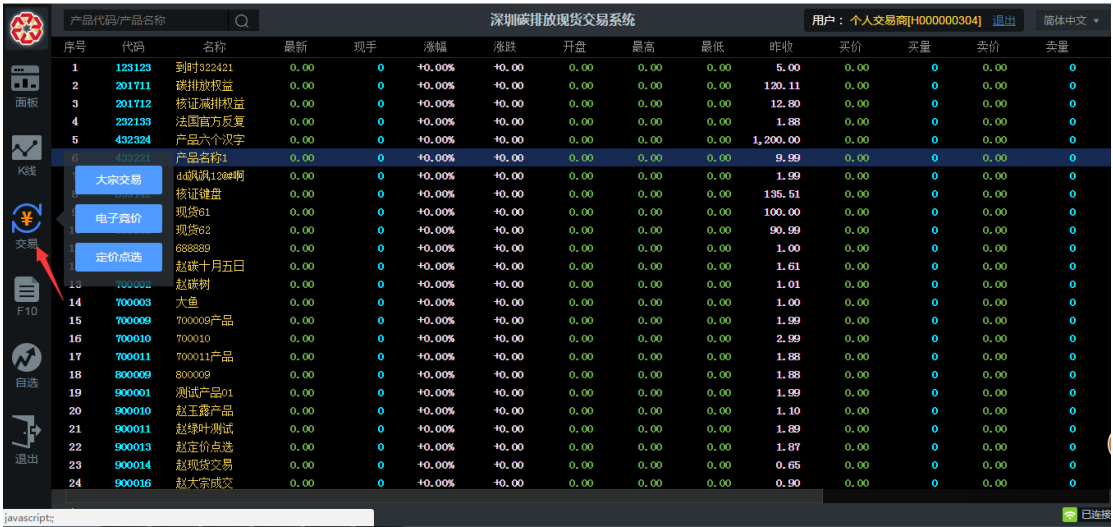 产品代码/产品名称 深圳碳排放现货交易系统 用户：个人交易商[H000000304] 退出 简体中文
序号 代码 名称 最新 现手 涨幅 涨跌 开盘 最高 最低 昨收 买价 买量 卖价 卖量
1 123123 到时322421 0.00 0 +0.00% +0.00 0.00 0.00 0.00 5.00 0.00 0 0.00 0
2 201711 碳排放权益 0.00 0 +0.00% +0.00 0.00 0.00 0.00 120.11 0.00 0 0.00 0
3 201712 核证减排权益 0.00 0 +0.00% +0.00 0.00 0.00 0.00 12.80 0.00 0 0.00 0
4 232133 法国官方反复 0.00 0 +0.00% +0.00 0.00 0.00 0.00 1.88 0.00 0 0.00 0
5 432324 产品六个汉字 0.00 0 +0.00% +0.00 0.00 0.00 0.00 1,200.00 0.00 0 0.00 0
6 433221 产品名称1 0.00 0 +0.00% +0.00 0.00 0.00 0.00 9.99 0.00 0 0.00 0
dd飒飒12@#啊 0.00 0 +0.00% +0.00 0.00 0.00 0.00 1.99 0.00 0 0.00 0
核证键盘 0.00 0 +0.00% +0.00 0.00 0.00 0.00 135.51 0.00 0 0.00 0
现货61 0.00 0 +0.00% +0.00 0.00 0.00 0.00 100.00 0.00 0 0.00 0
现货62 0.00 0 +0.00% +0.00 0.00 0.00 0.00 90.99 0.00 0 0.00 0
688889 0.00 0 +0.00% +0.00 0.00 0.00 0.00 1.00 0.00 0 0.00 0
赵碳十月五日 0.00 0 +0.00% +0.00 0.00 0.00 0.00 1.61 0.00 0 0.00 0
13 700002 赵碳树 0.00 0 +0.00% +0.00 0.00 0.00 0.00 1.01 0.00 0 0.00 0
14 700003 大鱼 0.00 0 +0.00% +0.00 0.00 0.00 0.00 1.00 0.00 0 0.00 0
15 700009 700009产品 0.00 0 +0.00% +0.00 0.00 0.00 0.00 1.99 0.00 0 0.00 0
16 700010 700010 0.00 0 +0.00% +0.00 0.00 0.00 0.00 2.99 0.00 0 0.00 0
17 700011 700011产品 0.00 0 +0.00% +0.00 0.00 0.00 0.00 1.88 0.00 0 0.00 0
18 800009 800009 0.00 0 +0.00% +0.00 0.00 0.00 0.00 1.88 0.00 0 0.00 0
19 900001 测试产品01 0.00 0 +0.00% +0.00 0.00 0.00 0.00 1.99 0.00 0 0.00 0
20 900010 赵玉露产品 0.00 0 +0.00% +0.00 0.00 0.00 0.00 1.10 0.00 0 0.00 0
21 900011 赵绿叶测试 0.00 0 +0.00% +0.00 0.00 0.00 0.00 1.89 0.00 0 0.00 0
22 900013 赵定价点选 0.00 0 +0.00% +0.00 0.00 0.00 0.00 1.87 0.00 0 0.00 0
23 900014 赵现货交易 0.00 0 +0.00% +0.00 0.00 0.00 0.00 0.65 0.00 0 0.00 0
24 900016 赵大宗成交 0.00 0 +0.00% +0.00 0.00 0.00 0.00 0.90 0.00 0 0.00 0
面板
K线
¥
交易
F10
自选
退出
大宗交易
电子竞价
定价点选
javascript:;
已连接